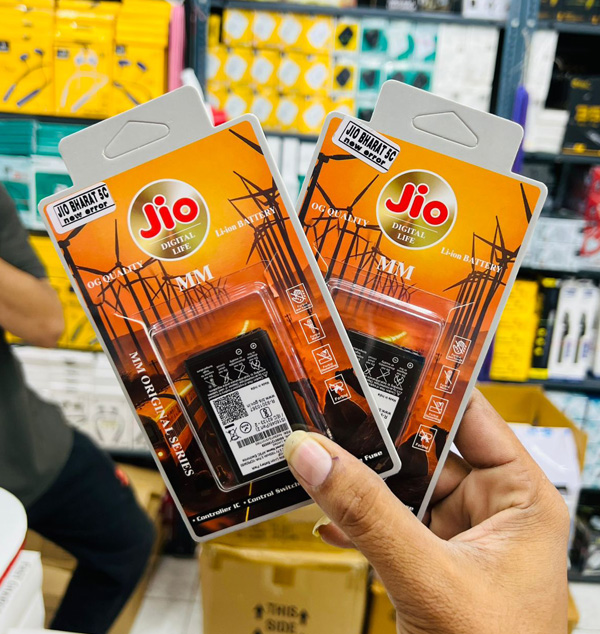 JIO BHARAT 5C
new error
Jio
DIGITAL
LIFE
OG QUALITY
Li-ion BATTERY
MM
MM ORIGINAL SERIES
• Controller IC • Control Switch
Fuse
JIO BHARAT 5C
new error
Jio
DIGITAL
LIFE
OG QUALITY
Li-ion BATTERY
MM
THIS
SIDE